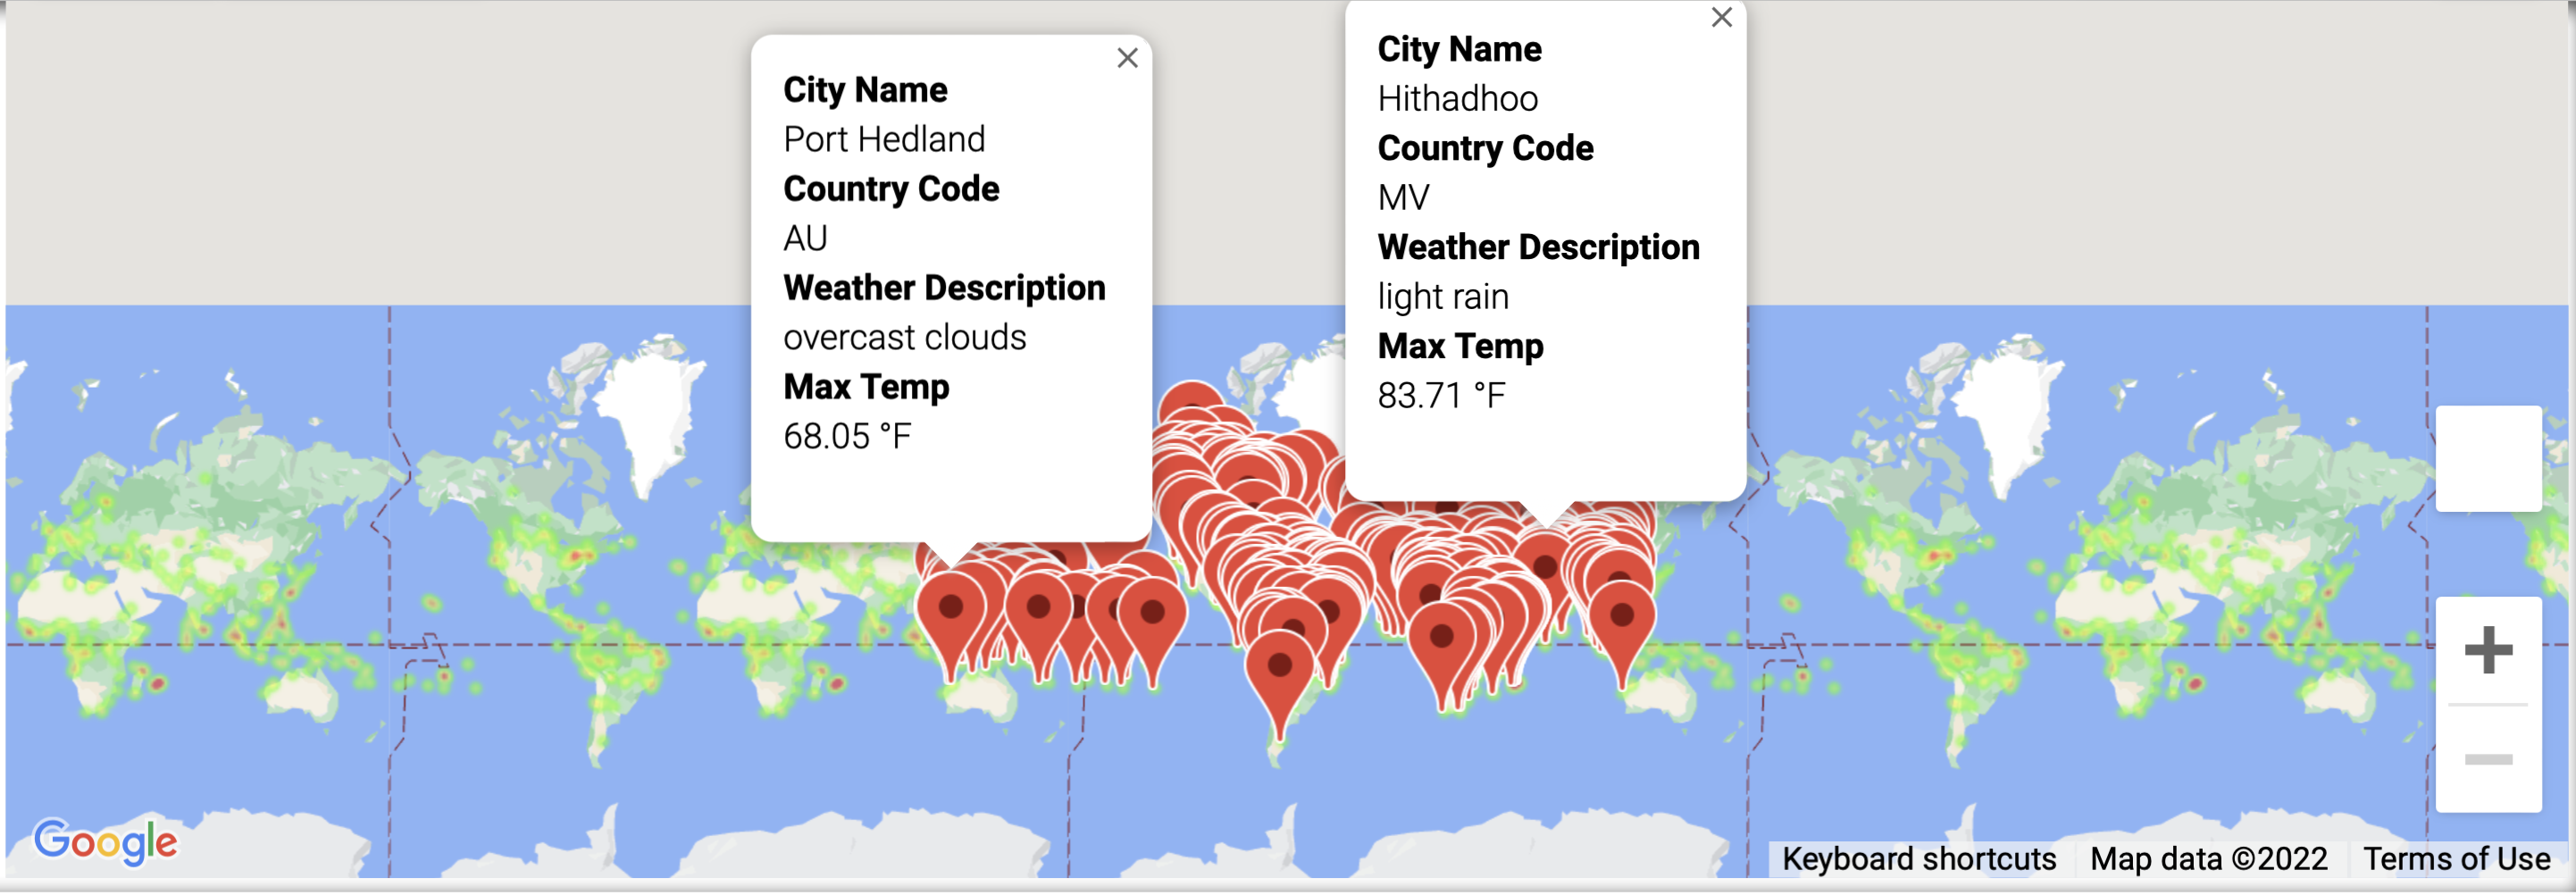 City Name
Port Hedland
Country Code
AU
Weather Description
overcast clouds
Max Temp
68.05 °F
City Name
Hithadhoo
Country Code
MV
Weather Description
light rain
Max Temp
83.71 °F
Google
Keyboard shortcuts
Map data ©2022
Terms of Use